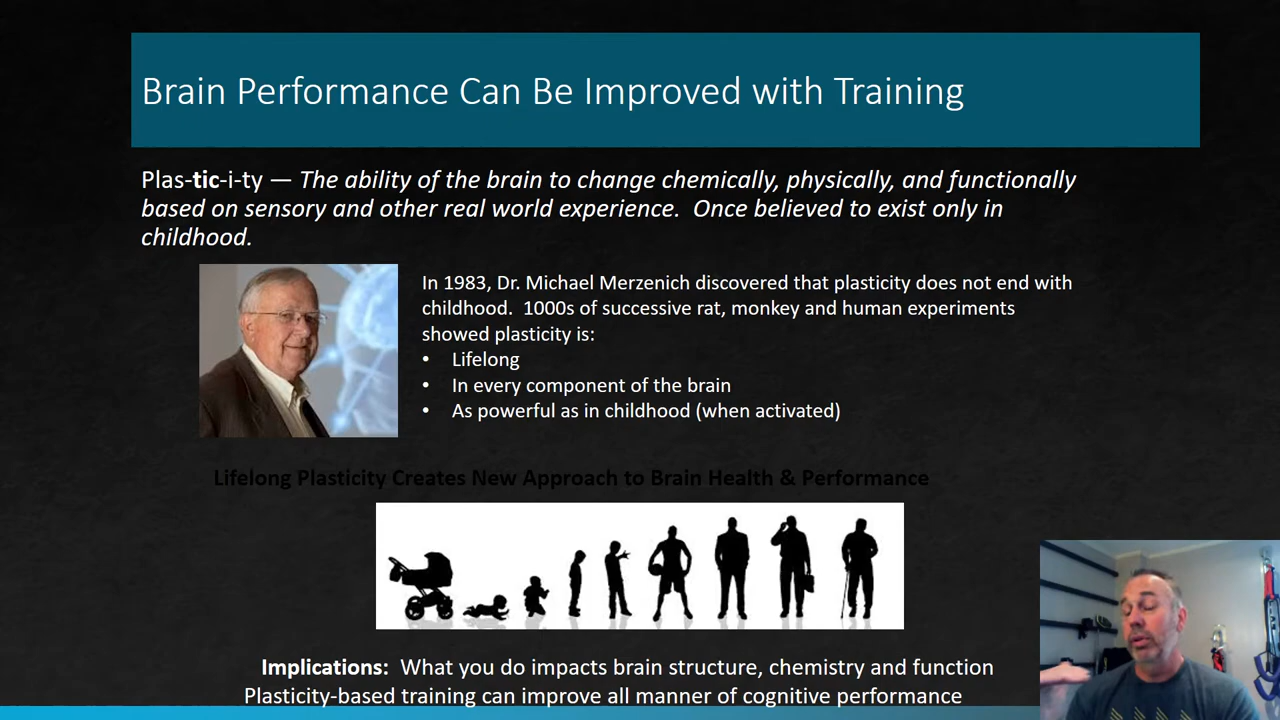 Brain Performance Can Be Improved with Training
Plas-tic-i-ty — The ability of the brain to change chemically, physically, and functionally
based on sensory and other real world experience.  Once believed to exist only in
childhood.
In 1983, Dr. Michael Merzenich discovered that plasticity does not end with
childhood.  1000s of successive rat, monkey and human experiments
showed plasticity is:
• Lifelong
• In every component of the brain
• As powerful as in childhood (when activated)
Lifelong Plasticity Creates New Approach to Brain Health & Performance
Implications:  What you do impacts brain structure, chemistry and function
Plasticity-based training can improve all manner of cognitive performance